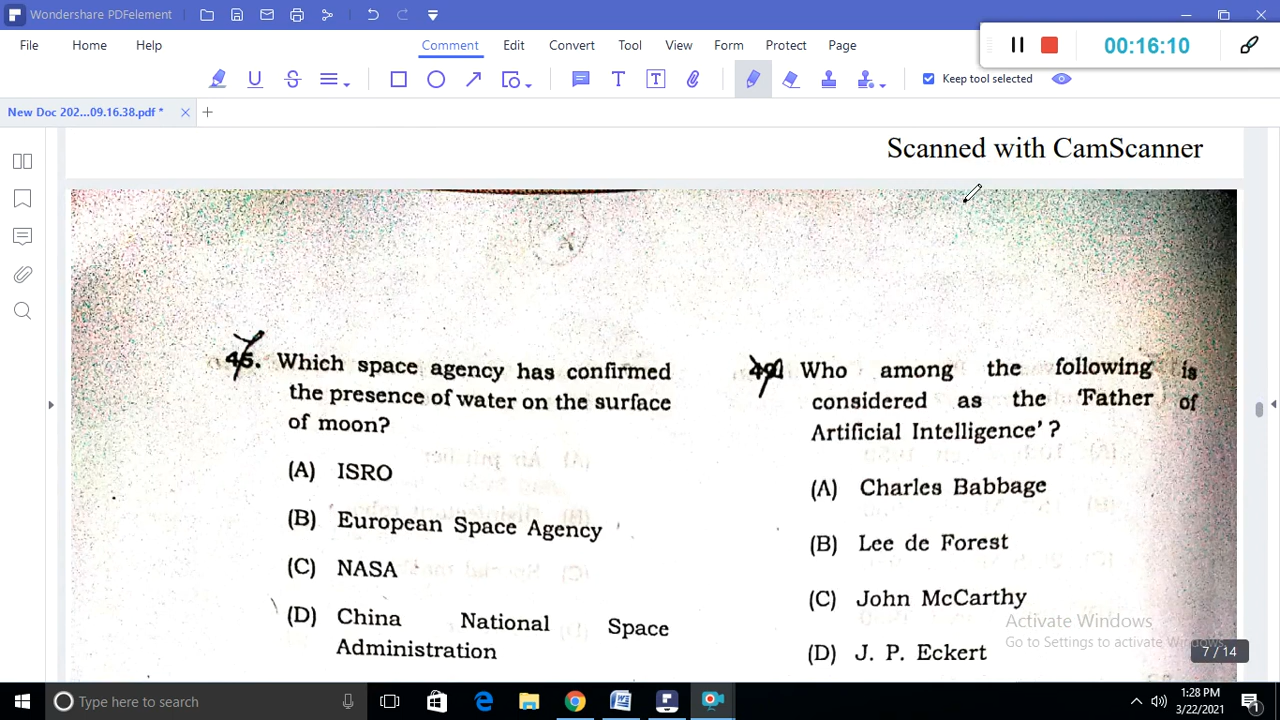 Wondershare PDFelement
File Home Help Comment Edit Convert Tool View Form Protect Page
00:16:10
Keep tool selected
New Doc 202...09.16.38.pdf *
Scanned with CamScanner
45. Which space agency has confirmed
the presence of water on the surface
of moon?
(A) ISRO
(B) European Space Agency
(C) NASA
(D) China National Space
Administration
49. Who among the following is
considered as the 'Father of
Artificial Intelligence' ?
(A) Charles Babbage
(B) Lee de Forest
(C) John McCarthy
(D) J. P. Eckert
Activate Windows
Go to Settings to activate Windows.
7 / 14
Type here to search
1:28 PM
3/22/2021
1